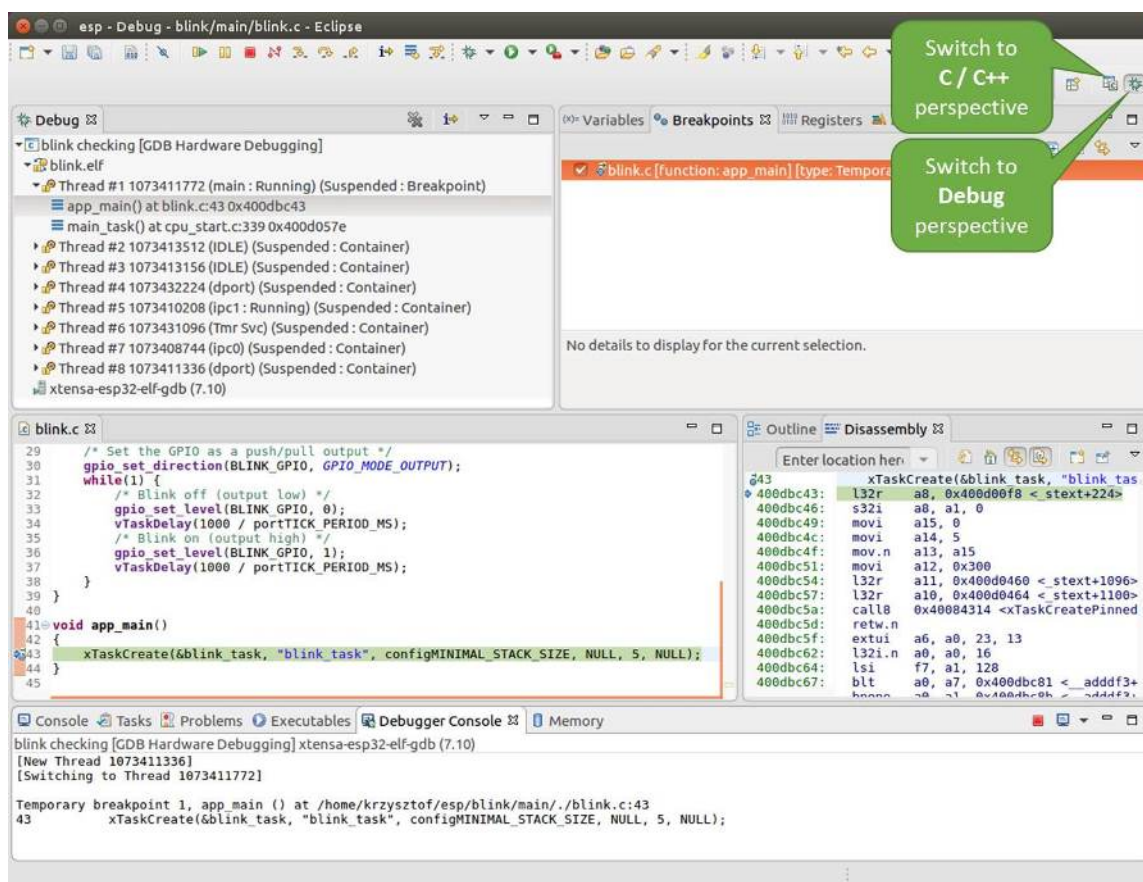 esp - Debug - blink/main/blink.c - Eclipse
Switch to
C / C++
perspective
Debug
(x)= Variables
Breakpoints
Registers
blink checking [GDB Hardware Debugging]
blink.elf
Thread #1 1073411772 (main : Running) (Suspended : Breakpoint)
app_main() at blink.c:43 0x400dbc43
main_task() at cpu_start.c:339 0x400d057e
Thread #2 1073413512 (IDLE) (Suspended : Container)
Thread #3 1073413156 (IDLE) (Suspended : Container)
Thread #4 1073432224 (dport) (Suspended : Container)
Thread #5 1073410208 (ipc1 : Running) (Suspended : Container)
Thread #6 1073431096 (Tmr Svc) (Suspended : Container)
Thread #7 1073408744 (ipc0) (Suspended : Container)
Thread #8 1073411336 (dport) (Suspended : Container)
xtensa-esp32-elf-gdb (7.10)
blink.c [function: app_main] [type: Tempora
Switch to
Debug
perspective
No details to display for the current selection.
blink.c
29 /* Set the GPIO as a push/pull output */
30 gpio_set_direction(BLINK_GPIO, GPIO_MODE_OUTPUT);
31 while(1) {
32 /* Blink off (output low) */
33 gpio_set_level(BLINK_GPIO, 0);
34 vTaskDelay(1000 / portTICK_PERIOD_MS);
35 /* Blink on (output high) */
36 gpio_set_level(BLINK_GPIO, 1);
37 vTaskDelay(1000 / portTICK_PERIOD_MS);
38 }
39 }
40
41 void app_main()
42 {
43 xTaskCreate(&blink_task, "blink_task", configMINIMAL_STACK_SIZE, NULL, 5, NULL);
44 }
45
Outline
Disassembly
Enter location her
43 xTaskCreate(&blink_task, "blink_tas
400dbc43: l32r a8, 0x400d00f8 <_stext+224>
400dbc46: s32i a8, a1, 0
400dbc49: movi a15, 0
400dbc4c: movi a14, 5
400dbc4f: mov.n a13, a15
400dbc51: movi a12, 0x300
400dbc54: l32r a11, 0x400d0460 <_stext+1096>
400dbc57: l32r a10, 0x400d0464 <_stext+1100>
400dbc5a: call8 0x40084314 <xTaskCreatePinned
400dbc5d: retw.n
400dbc5f: extui a6, a0, 23, 13
400dbc62: l32i.n a0, a0, 16
400dbc64: lsi f7, a1, 128
400dbc67: blt a0, a7, 0x400dbc81 <__adddf3+
Console
Tasks
Problems
Executables
Debugger Console
Memory
blink checking [GDB Hardware Debugging] xtensa-esp32-elf-gdb (7.10)
[New Thread 1073411336]
[Switching to Thread 1073411772]
Temporary breakpoint 1, app_main () at /home/krzysztof/esp/blink/main/./blink.c:43
43 xTaskCreate(&blink_task, "blink_task", configMINIMAL_STACK_SIZE, NULL, 5, NULL);